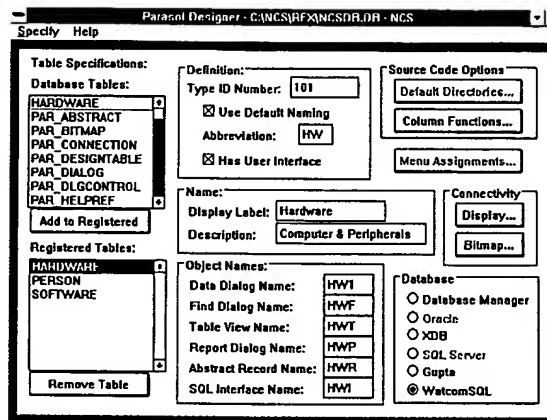 Parasol Designer - C:\NCS\RFX\NCSDB.DB - NCS
Specify Help
Table Specifications:
Database Tables:
HARDWARE
PAR_ABSTRACT
PAR_BITMAP
PAR_CONNECTION
PAR_DESIGNTABLE
PAR_DIALOG
PAR_DLGCONTROL
PAR_HELPREF
Add to Registered
Registered Tables:
HARDWARE
PERSON
SOFTWARE
Remove Table
Definition:
Type ID Number: 101
Use Default Naming
Abbreviation: HW
Has User Interface
Name:
Display Label: Hardware
Description: Computer & Peripherals
Object Names:
Data Dialog Name: HW1
Find Dialog Name: HWF
Table View Name: HWT
Report Dialog Name: HWP
Abstract Record Name: HWR
SQL Interface Name: HWI
Source Code Options
Default Directories...
Column Functions...
Menu Assignments...
Connectivity
Display...
Bitmap...
Database
Database Manager
Oracle
XDB
SQL Server
Gupta
WatcomSQL